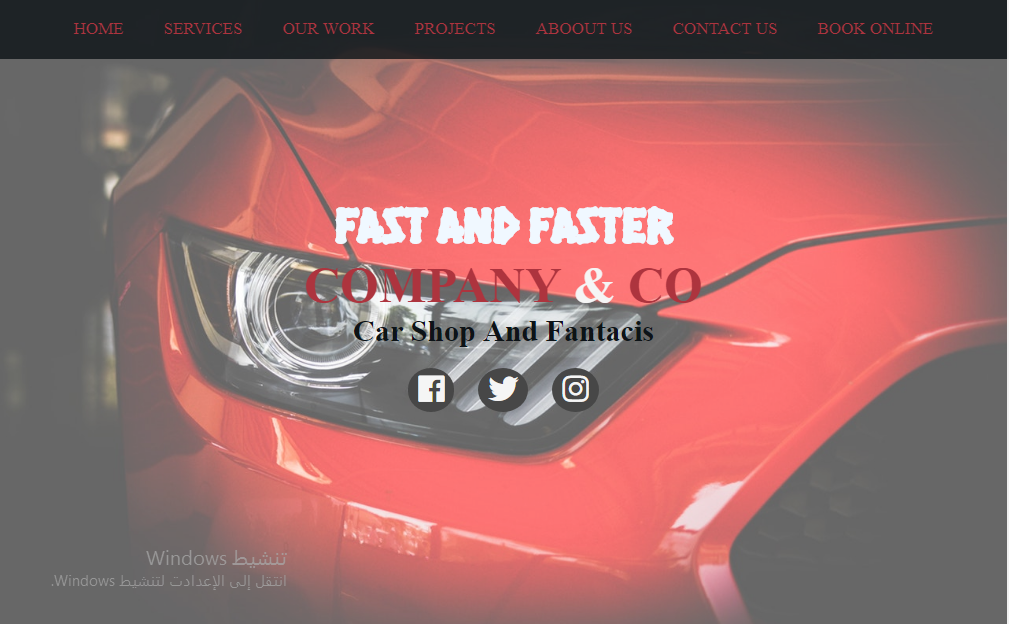 HOME SERVICES OUR WORK PROJECTS ABOOUT US CONTACT US BOOK ONLINE
FAST AND FASTER
COMPANY & CO
Car Shop And Fantacis
تنشيط Windows
انتقل إلى الإعدادت لتنشيط Windows.